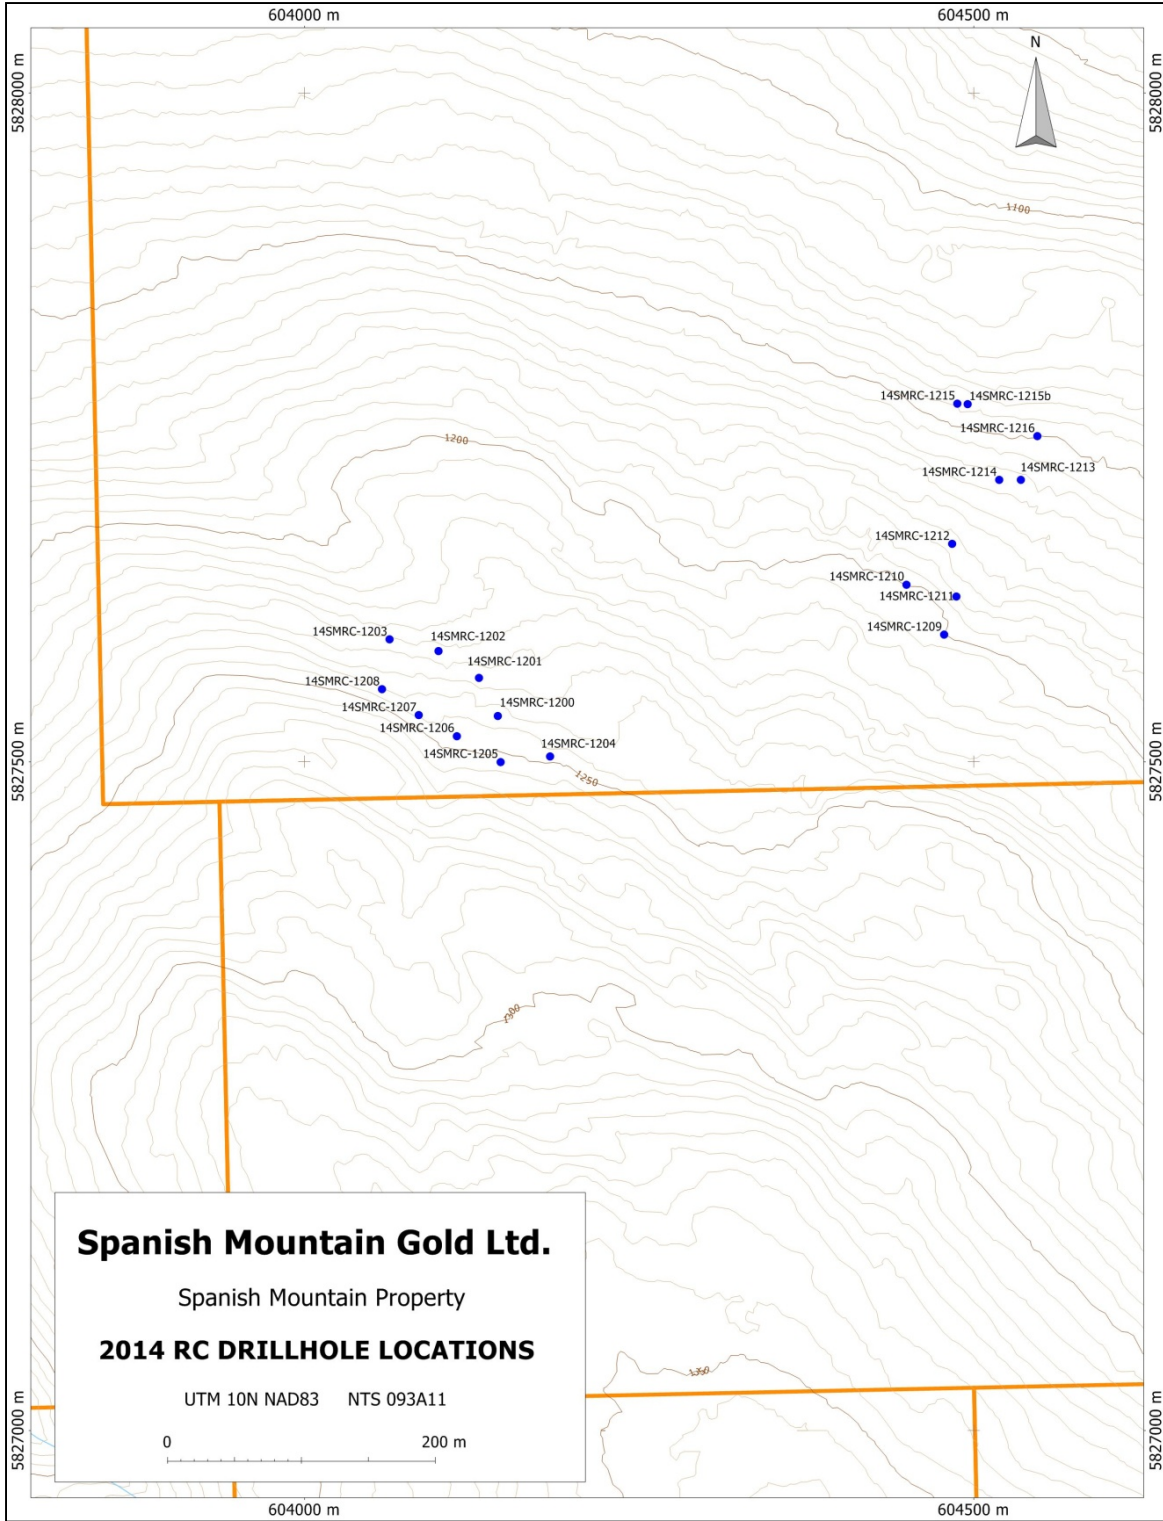 604000 m
604500 m
N
5828000 m
5828000 m
1100
14SMRC-1215
14SMRC-1215b
14SMRC-1216
1200
14SMRC-1214
14SMRC-1213
14SMRC-1212
14SMRC-1210
14SMRC-1211
14SMRC-1209
14SMRC-1203
14SMRC-1202
14SMRC-1201
14SMRC-1208
14SMRC-1207
14SMRC-1200
14SMRC-1206
14SMRC-1204
14SMRC-1205
5827500 m
5827500 m
1250
1300
Spanish Mountain Gold Ltd.
Spanish Mountain Property
2014 RC DRILLHOLE LOCATIONS
UTM 10N NAD83 NTS 093A11
0 200 m
1350
5827000 m
5827000 m
604000 m
604500 m